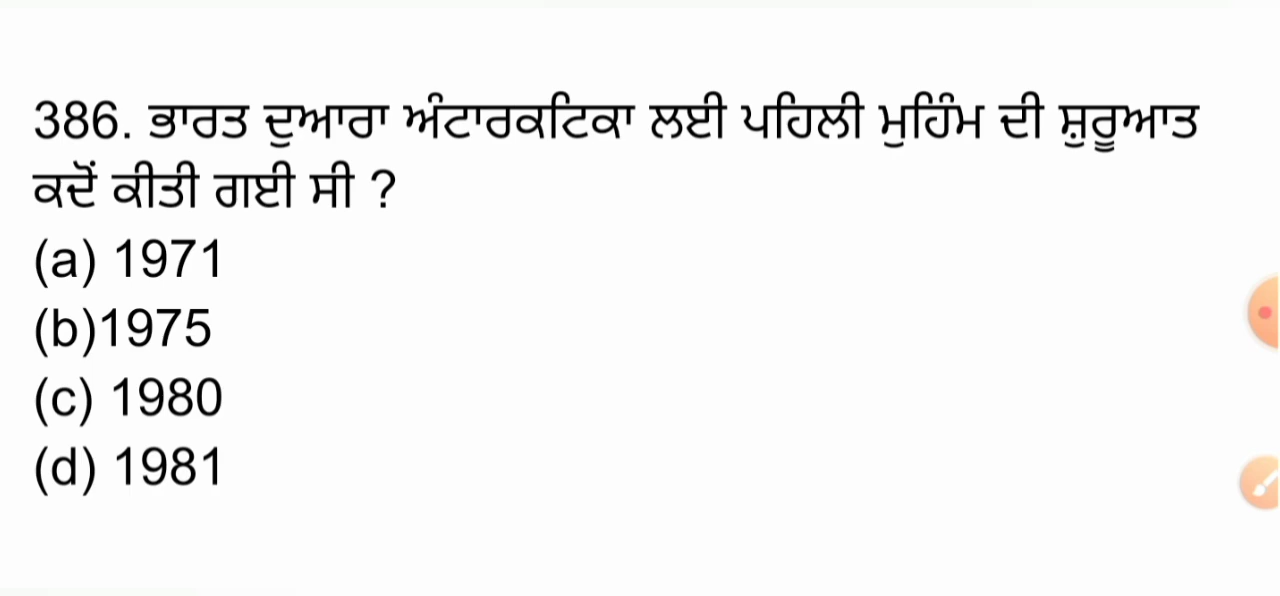 386. ਭਾਰਤ ਦੁਆਰਾ ਅੰਟਾਰਕਟਿਕਾ ਲਈ ਪਹਿਲੀ ਮੁਹਿੰਮ ਦੀ ਸ਼ੁਰੂਆਤ
ਕਦੋਂ ਕੀਤੀ ਗਈ ਸੀ ?
(a) 1971
(b)1975
(c) 1980
(d) 1981